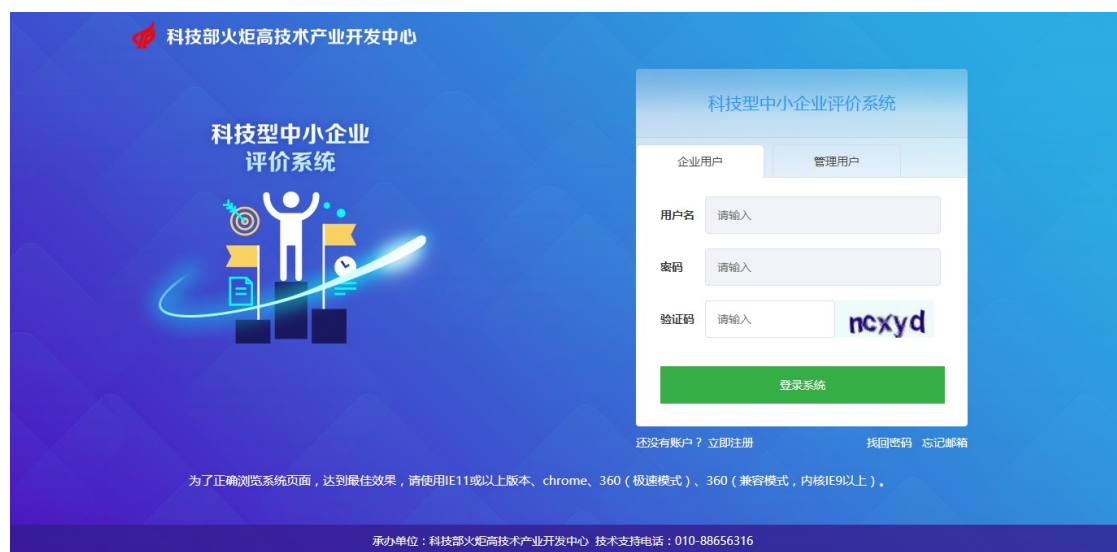 科技部火炬高技术产业开发中心
科技型中小企业
评价系统
科技型中小企业评价系统
企业用户 管理用户
用户名 请输入
密码 请输入
验证码 请输入 ncxyd
登录系统
还没有账户？立即注册 找回密码 忘记邮箱
为了正确浏览系统页面，达到最佳效果，请使用IE11或以上版本、chrome、360（极速模式）、360（兼容模式，内核IE9以上）。
承办单位：科技部火炬高技术产业开发中心 技术支持电话：010-88656316